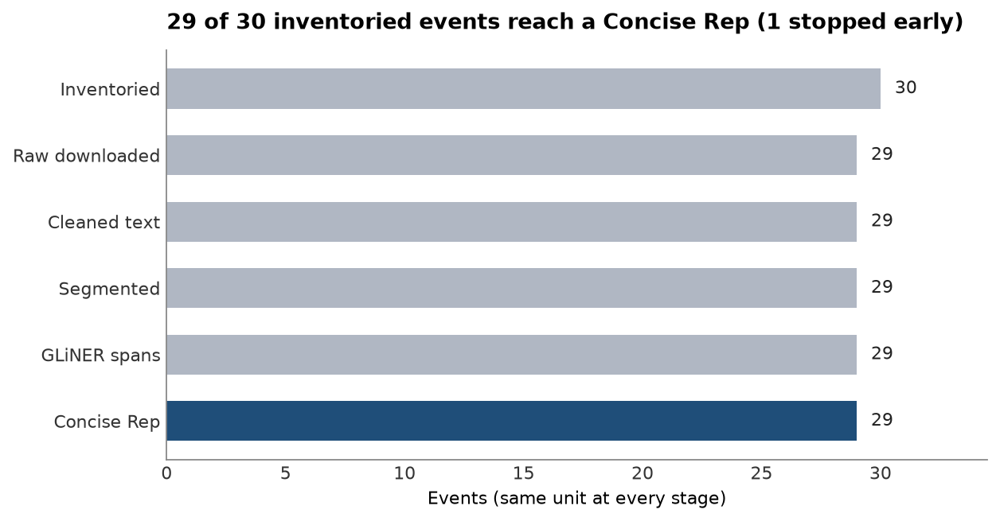 29 of 30 inventoried events reach a Concise Rep (1 stopped early)
Inventoried 30
Raw downloaded 29
Cleaned text 29
Segmented 29
GLiNER spans 29
Concise Rep 29
0 5 10 15 20 25 30
Events (same unit at every stage)